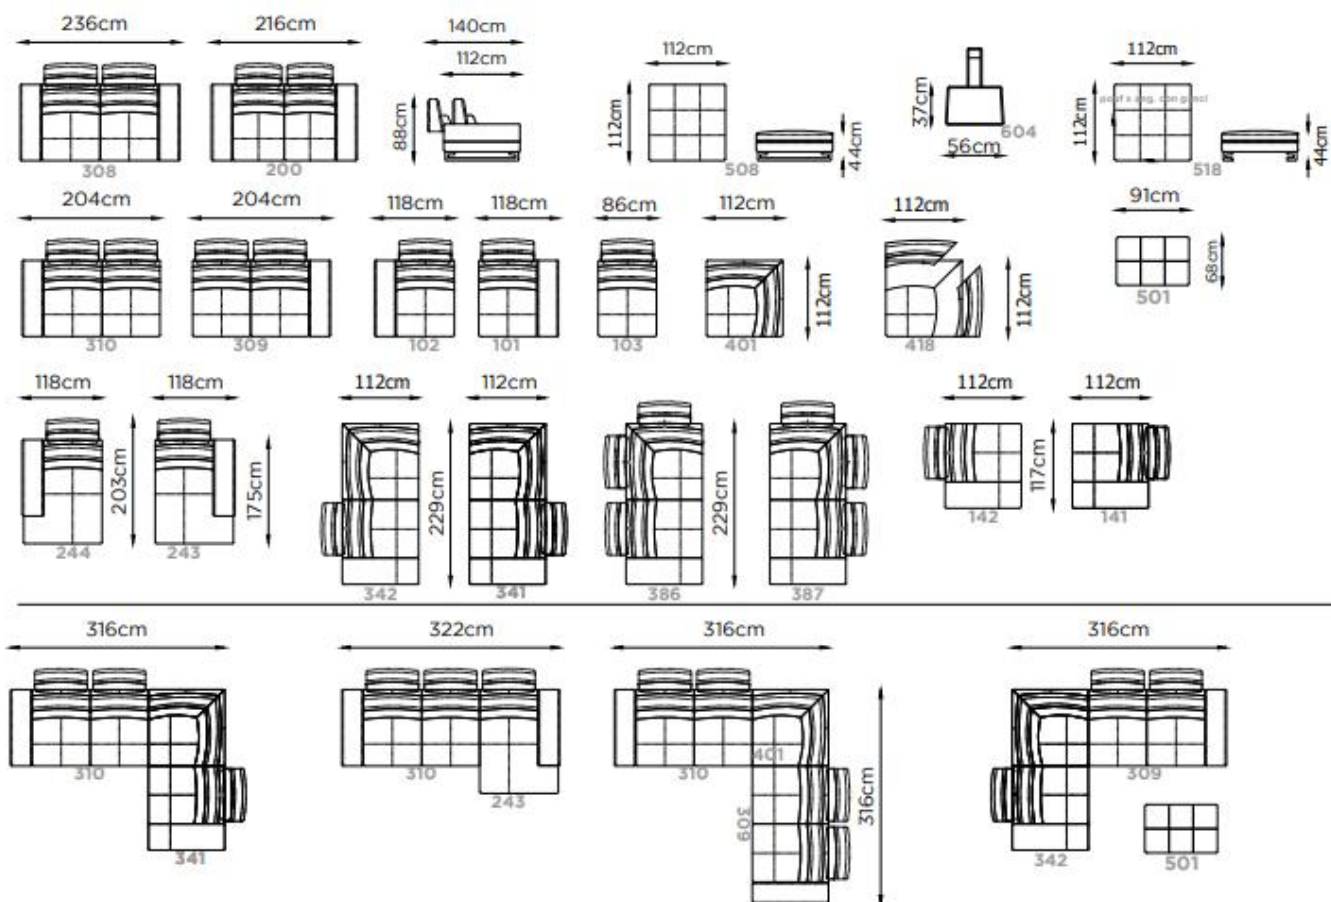 236cm 216cm 140cm
112cm 112cm 112cm
88cm 112cm 44cm 37cm 604 112cm 44cm
56cm
308 200 508 518
204cm 204cm 118cm 118cm 86cm 112cm 112cm 91cm
112cm 112cm 68cm
501
310 309 102 101 103 401 418
118cm 118cm 112cm 112cm 112cm 112cm
203cm 175cm 229cm 229cm 117cm
142 141
244 243
342 341 386 387
316cm 322cm 316cm 316cm
401
310 310 310 309
243 309 316cm
341 342 501